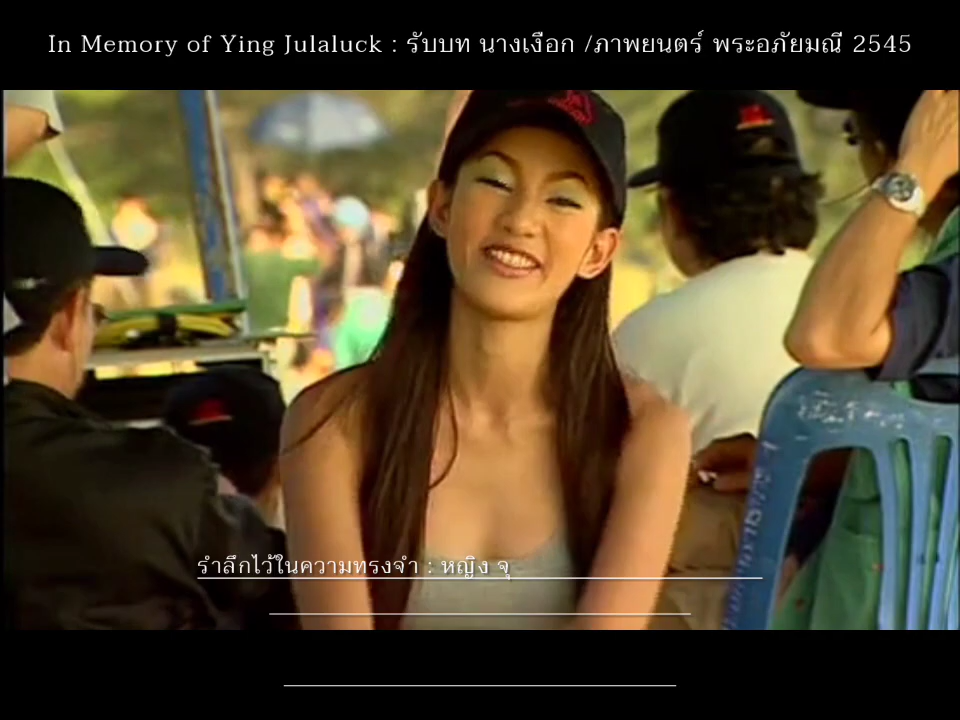 In Memory of Ying Julaluck : รับบท นางเงือก /ภาพยนตร์ พระอภัยมณี 2545
รำลึกไว้ในความทรงจำ : หญิง จุ